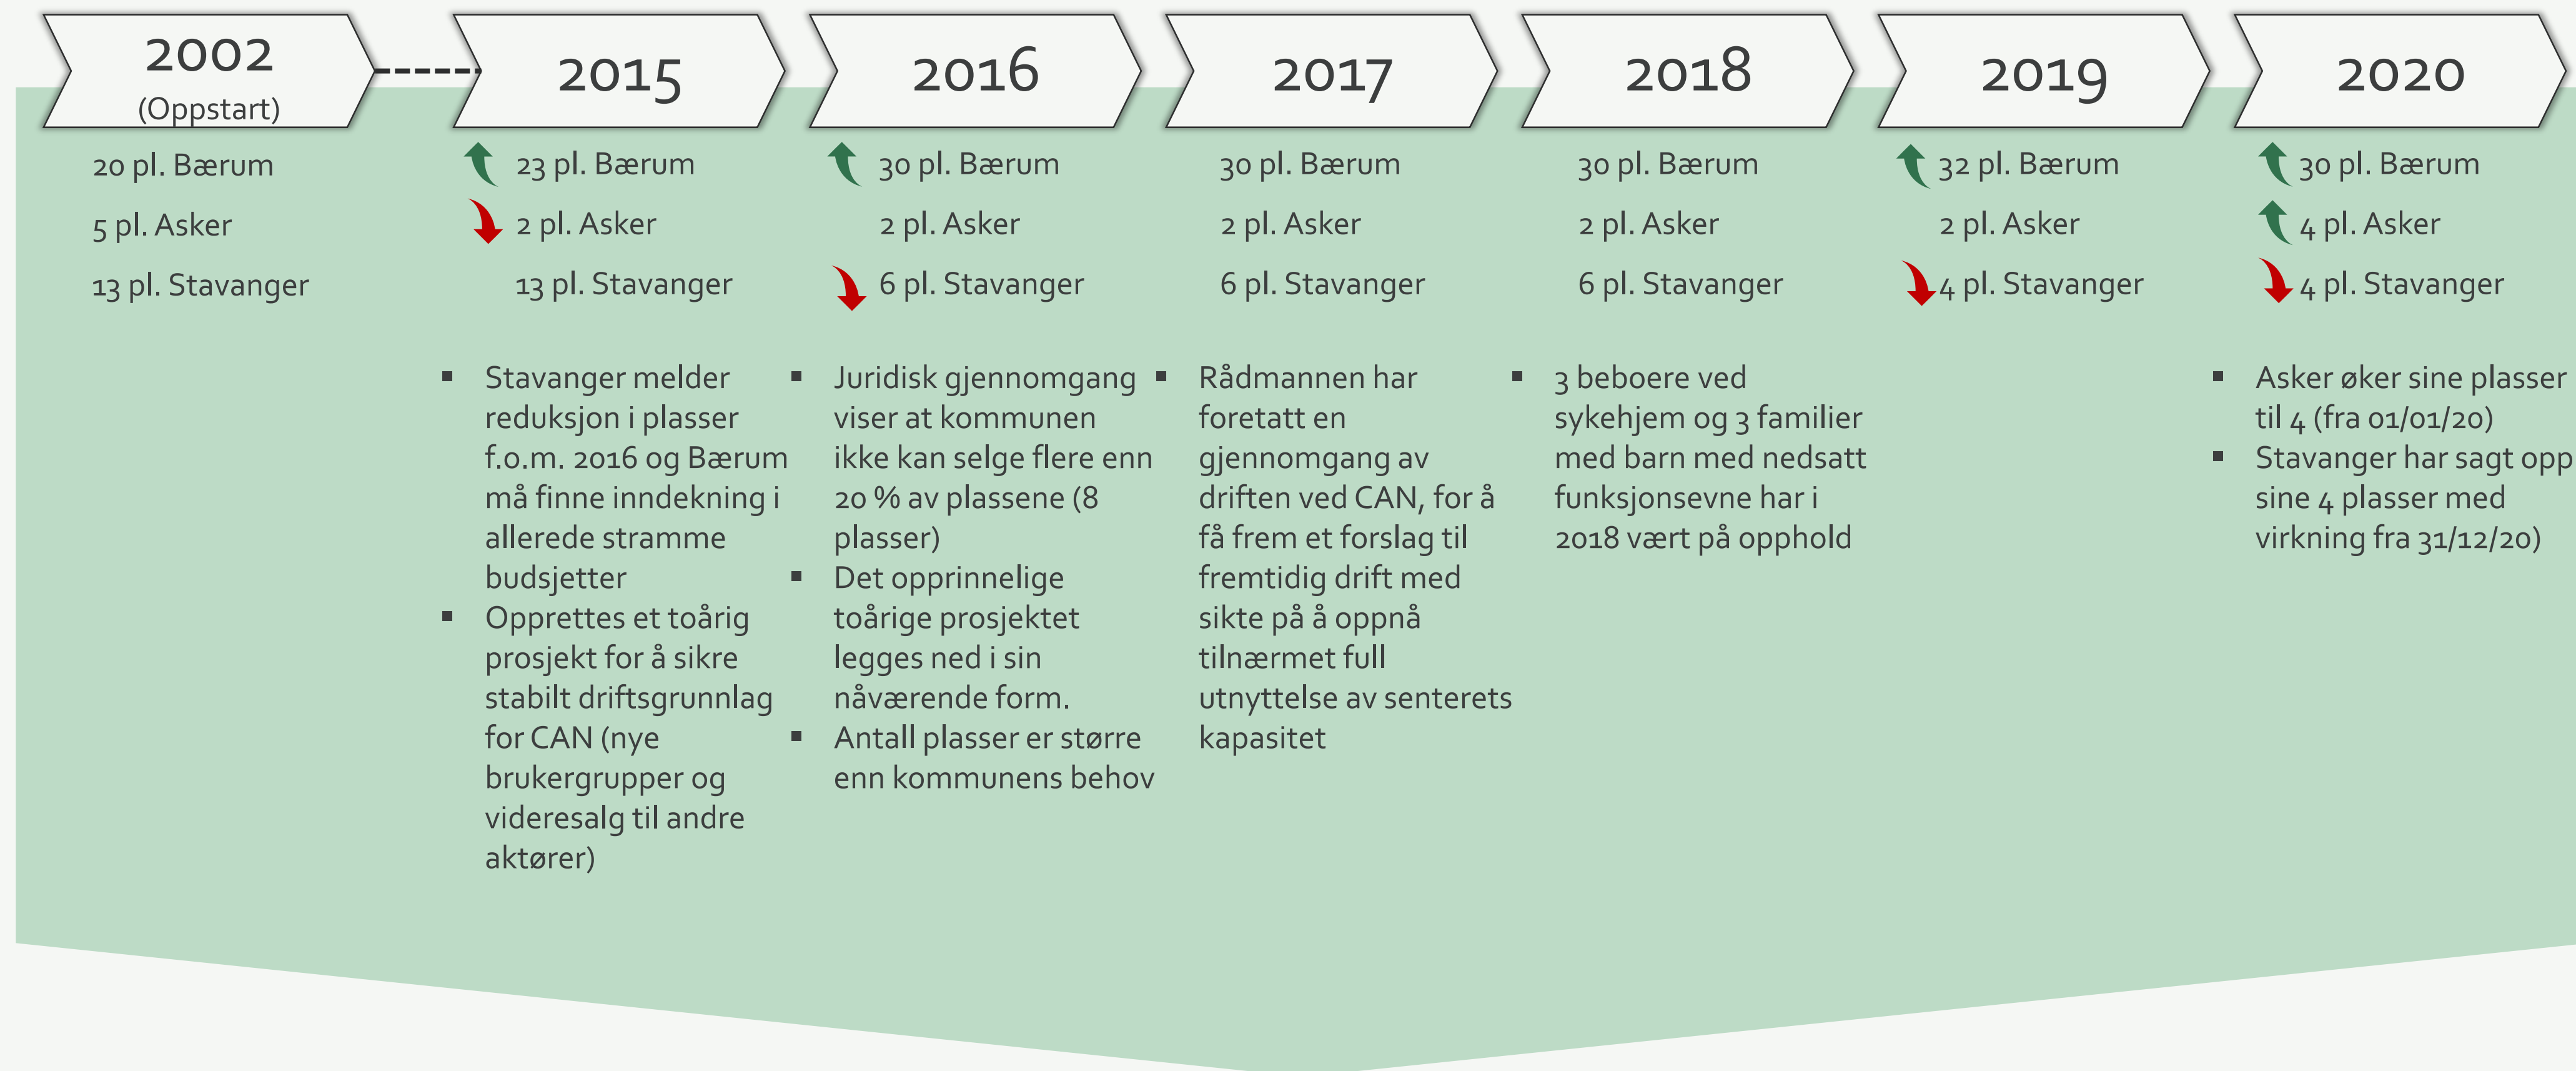 2002
(Oppstart)
20 pl. Bærum
5 pl. Asker
13 pl. Stavanger
2015
23 pl. Bærum
2 pl. Asker
13 pl. Stavanger
▪ Stavanger melder
reduksjon i plasser
f.o.m. 2016 og Bærum
må finne inndekning i
allerede stramme
budsjetter
▪ Opprettes et toårig
prosjekt for å sikre
stabilt driftsgrunnlag
for CAN (nye
brukergrupper og
videresalg til andre
aktører)
2016
30 pl. Bærum
2 pl. Asker
6 pl. Stavanger
▪ Juridisk gjennomgang
viser at kommunen
ikke kan selge flere enn
20 % av plassene (8
plasser)
▪ Det opprinnelige
toårige prosjektet
legges ned i sin
nåværende form.
▪ Antall plasser er større
enn kommunens behov
2017
30 pl. Bærum
2 pl. Asker
6 pl. Stavanger
▪ Rådmannen har
foretatt en
gjennomgang av
driften ved CAN, for å
få frem et forslag til
fremtidig drift med
sikte på å oppnå
tilnærmet full
utnyttelse av senterets
kapasitet
2018
30 pl. Bærum
2 pl. Asker
6 pl. Stavanger
▪ 3 beboere ved
sykehjem og 3 familier
med barn med nedsatt
funksjonsevne har i
2018 vært på opphold
2019
32 pl. Bærum
2 pl. Asker
4 pl. Stavanger
2020
30 pl. Bærum
4 pl. Asker
4 pl. Stavanger
▪ Asker øker sine plasser
til 4 (fra 01/01/20)
▪ Stavanger har sagt opp
sine 4 plasser med
virkning fra 31/12/20)